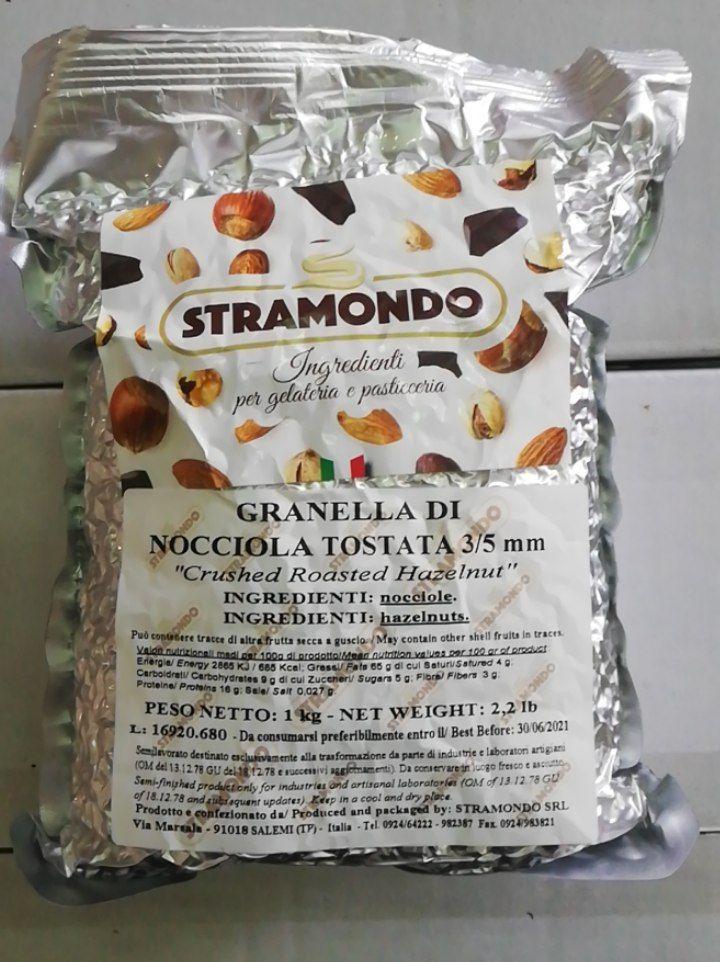 STRAMONDO
Ingredienti
per gelateria e pasticceria
GRANELLA DI
NOCCIOLA TOSTATA 3/5 mm
"Crushed Roasted Hazelnut"
INGREDIENTI: nocciole.
INGREDIENTI: hazelnuts.
Può contenere tracce di altra frutta secca a guscio. / May contain other shell fruits in traces.
Valori nutrizionali medi per 100g di prodotto/Mean nutrition values per 100 gr of product:
Energia/ Energy 2865 KJ / 685 Kcal; Grassi/ Fats 65 g di cui Saturi/Satured 4 g;
Carboidrati/ Carbohydrates 9 g di cui Zuccheri/ Sugars 5 g; Fibra/ Fibers 3 g;
Proteine/ Proteins 16 g; Sale/ Salt 0,027 g.
PESO NETTO: 1 kg - NET WEIGHT: 2,2 lb
L: 16920.680 - Da consumarsi preferibilmente entro il/ Best Before: 30/06/2021
Semilavorato destinato esclusivamente alla trasformazione da parte di industrie e laboratori artigiani
(OM del 13.12.78 GU del 18.12.78 e successivi aggiornamenti). Da conservare in luogo fresco e asciutto.
Semi-finished product only for industries and artisanal laboratories (OM of 13.12.78 GU
of 18.12.78 and subsequent updates). Keep in a cool and dry place.
Prodotto e confezionato da/ Produced and packaged by: STRAMONDO SRL
Via Marsala - 91018 SALEMI (TP) - Italia - Tel. 0924/64222 - 982387 Fax. 0924/983821